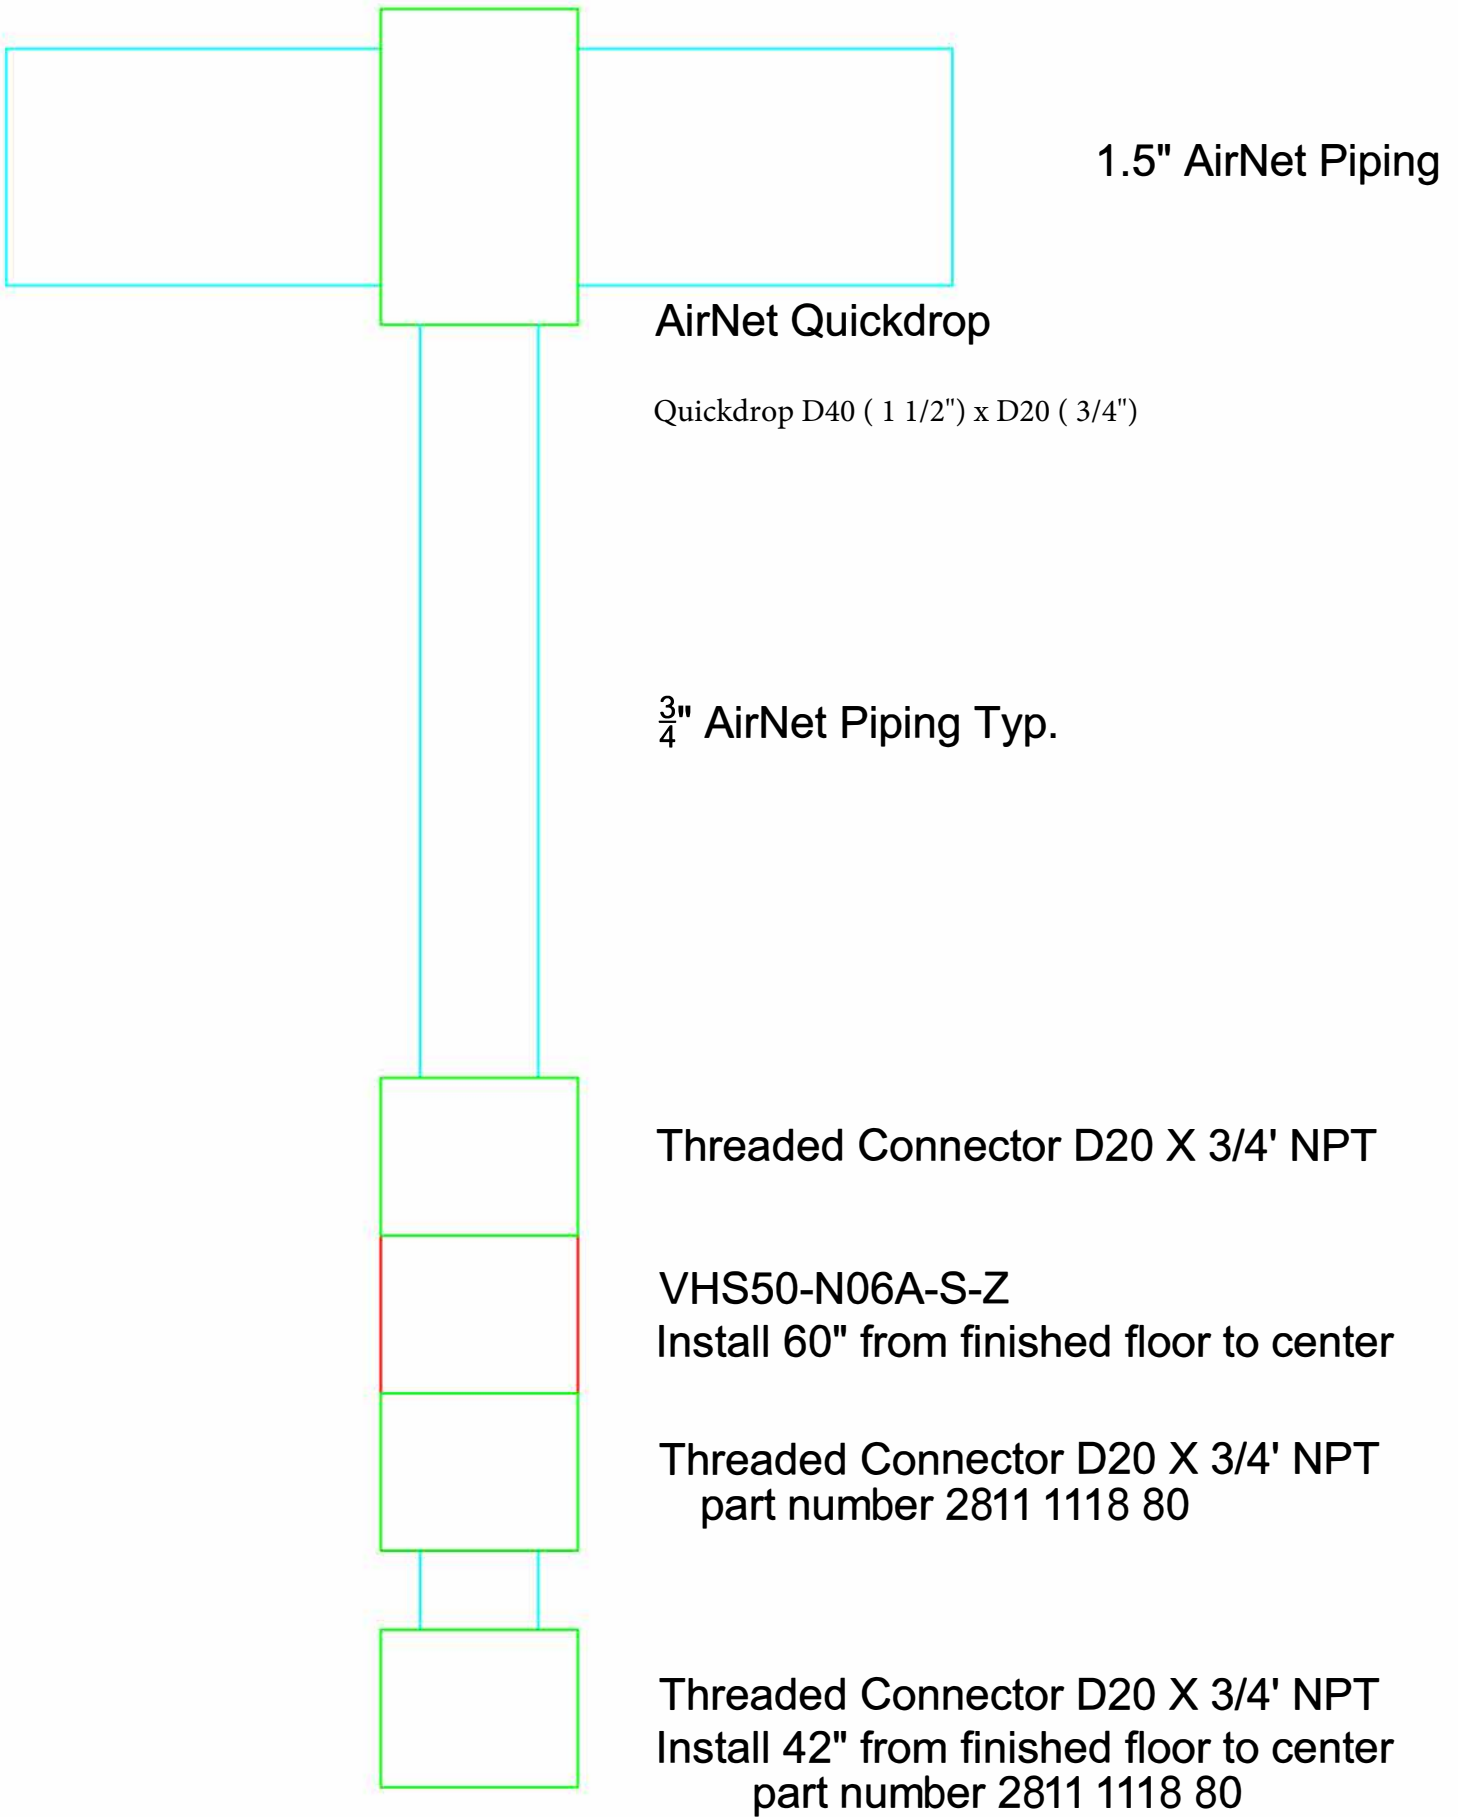 1.5" AirNet Piping
AirNet Quickdrop
Quickdrop D40 ( 1 1/2") x D20 ( 3/4")
3/4" AirNet Piping Typ.
Threaded Connector D20 X 3/4' NPT
VHS50-N06A-S-Z
Install 60" from finished floor to center
Threaded Connector D20 X 3/4' NPT
part number 2811 1118 80
Threaded Connector D20 X 3/4' NPT
Install 42" from finished floor to center
part number 2811 1118 80